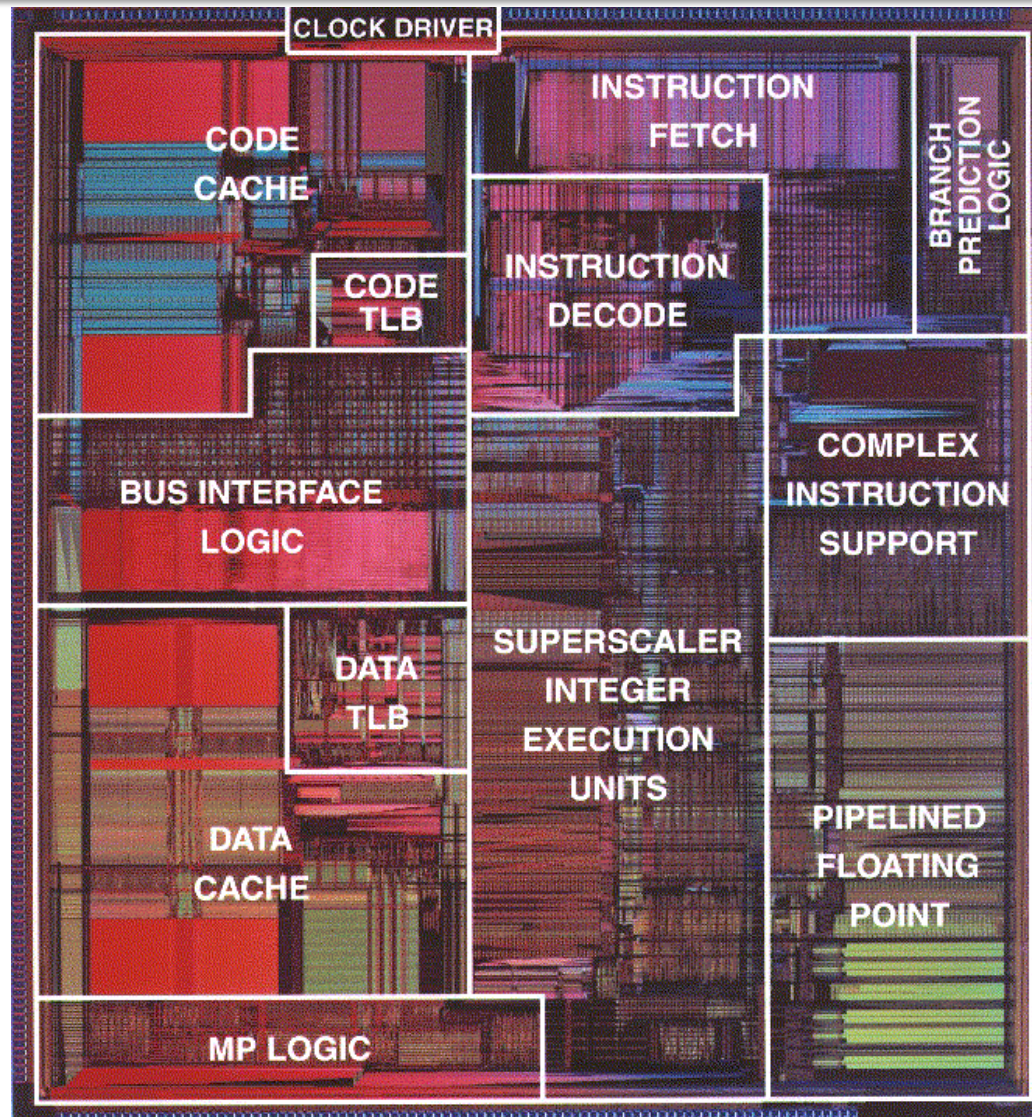 CLOCK DRIVER
CODE
CACHE
INSTRUCTION
FETCH
BRANCH
PREDICTION
LOGIC
CODE
TLB
INSTRUCTION
DECODE
BUS INTERFACE
LOGIC
COMPLEX
INSTRUCTION
SUPPORT
DATA
TLB
SUPERSCALER
INTEGER
EXECUTION
UNITS
DATA
CACHE
PIPELINED
FLOATING
POINT
MP LOGIC